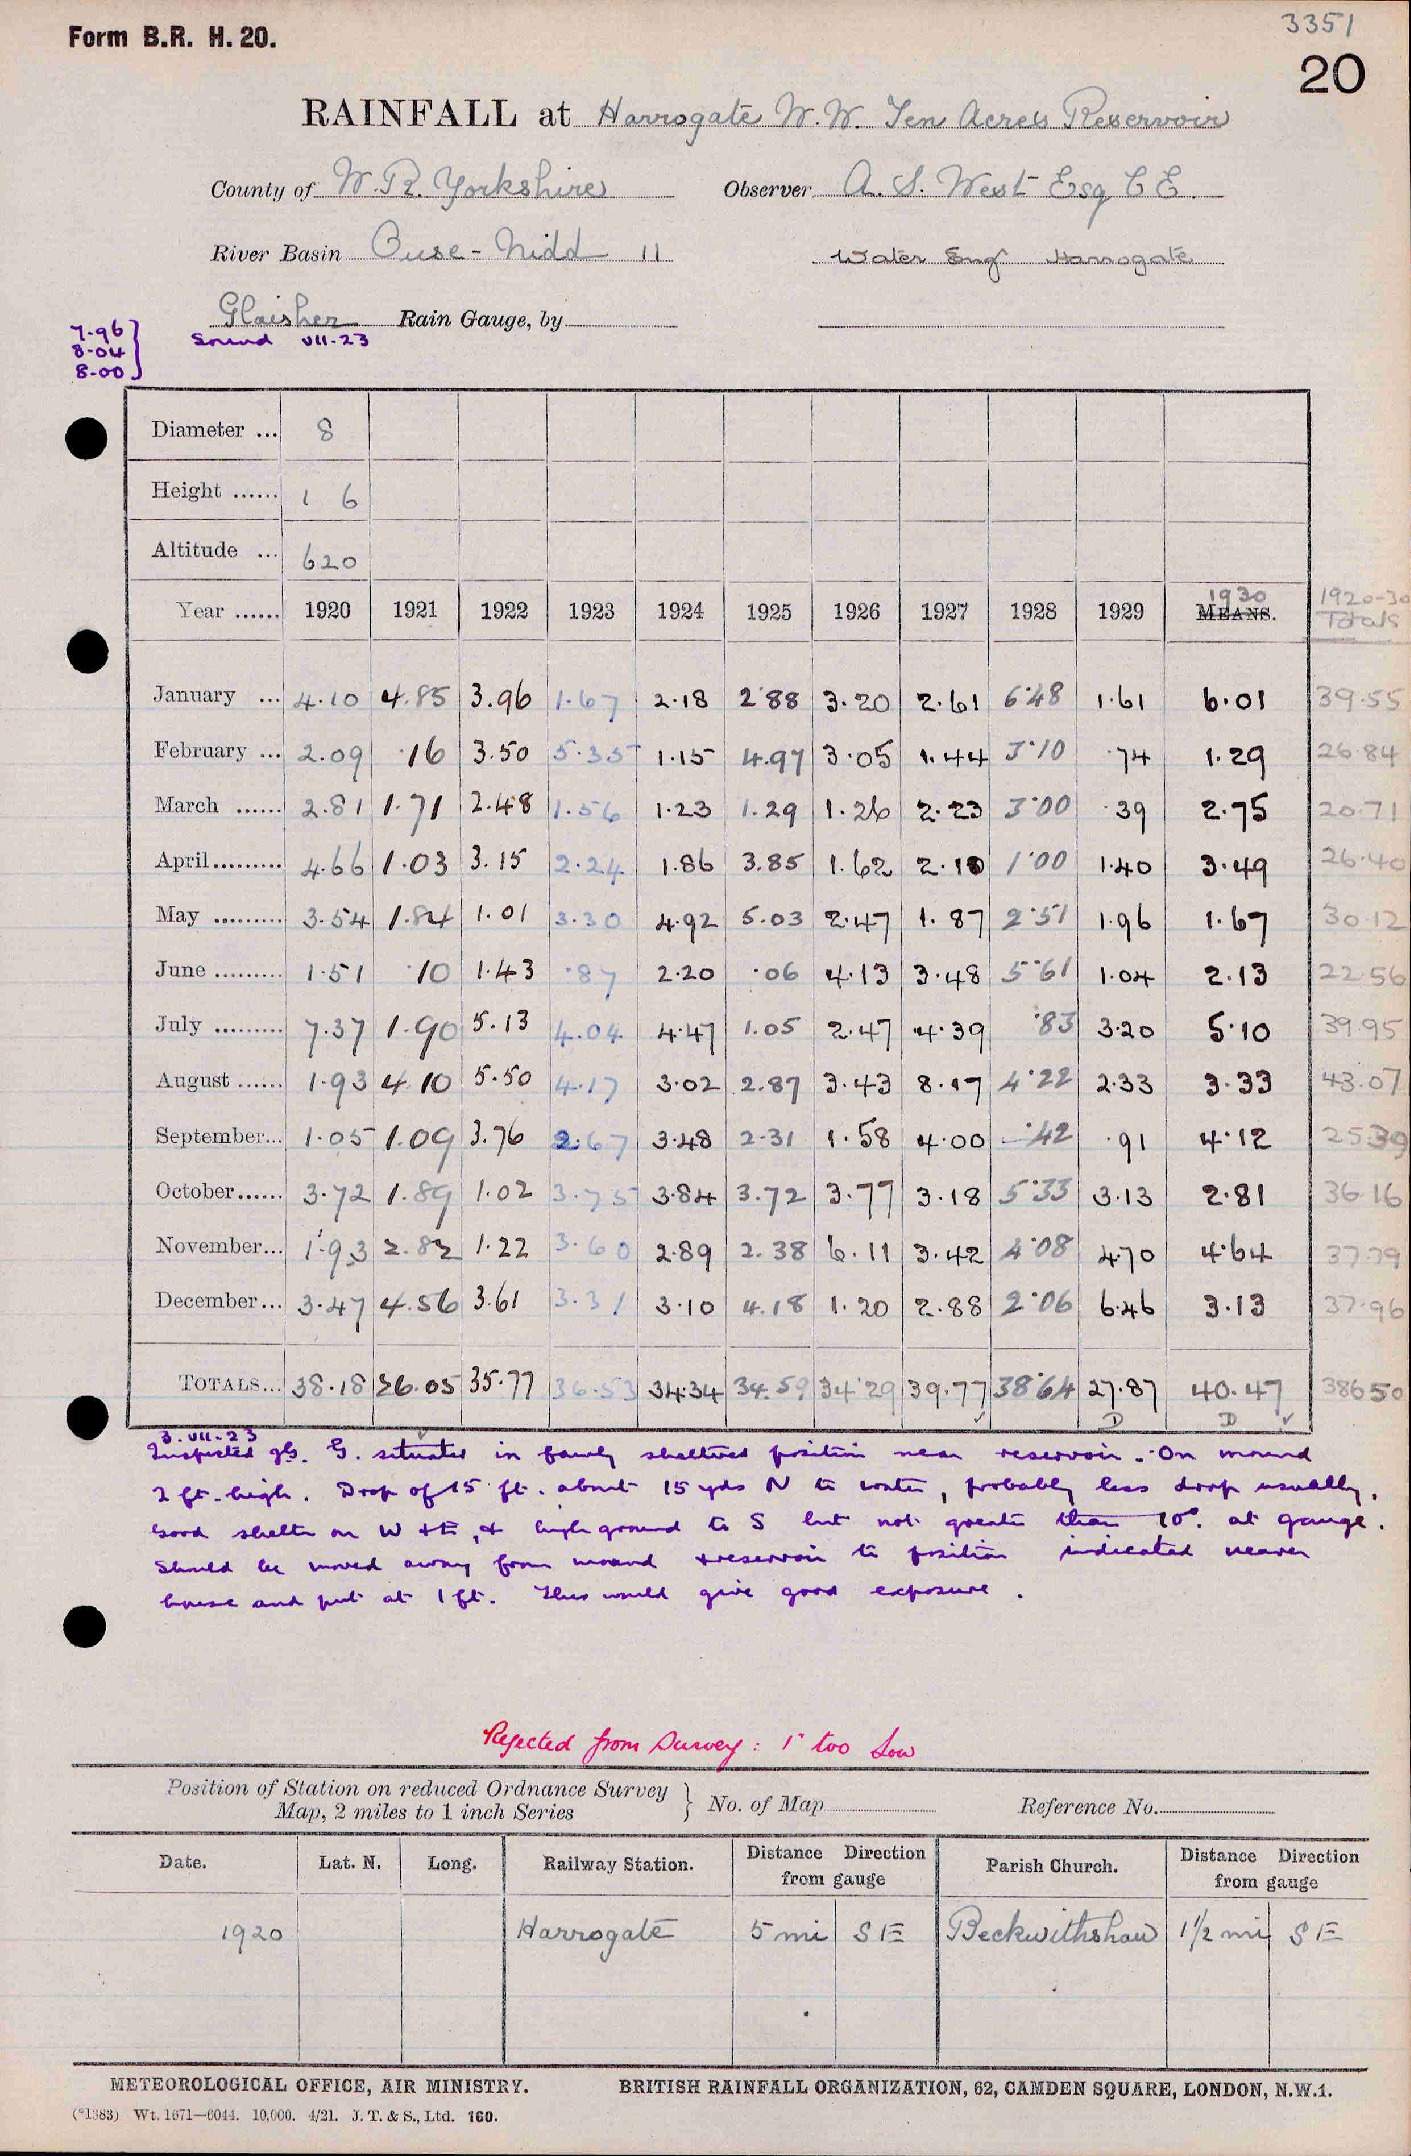 3351
Form B.R. H. 20.
20
RAINFALL at Harrogate W.W. Ten Acres Reservoir
County of W.R. Yorkshire Observer A. S. West Esq C E.
River Basin Ouse - Nidd 11 Water Eng Harrogate
Glaisher Rain Gauge, by
7.96 }
8.04
8.00
Sound VII.23
Diameter ... 8
Height ...... 1 6
Altitude ... 620
Year ...... 1920 1921 1922 1923 1924 1925 1926 1927 1928 1929 1930 MEANS. 1920-30 Totals
January ... 4.10 4.85 3.96 1.67 2.18 2.88 3.20 2.61 6.48 1.61 6.01 39.55
February ... 2.09 .16 3.50 5.35 1.15 4.97 3.05 1.44 3.10 .74 1.29 26.84
March ...... 2.81 1.71 2.48 1.56 1.23 1.29 1.26 2.23 3.00 .39 2.75 20.71
April......... 4.66 1.03 3.15 2.24 1.86 3.85 1.62 2.10 1.00 1.40 3.49 26.40
May ......... 3.54 1.84 1.01 3.30 4.92 5.03 2.47 1.87 2.51 1.96 1.67 30.12
June ......... 1.51 .10 1.43 .87 2.20 .06 4.13 3.48 5.61 1.04 2.13 22.56
July ......... 7.37 1.90 5.13 4.04 4.47 1.05 2.47 4.39 .83 3.20 5.10 39.95
August ...... 1.93 4.10 5.50 4.17 3.02 2.87 3.43 8.17 4.22 2.33 3.33 43.07
September... 1.05 1.09 3.76 2.67 3.48 2.31 1.58 4.00 .42 .91 4.12 25.39
October...... 3.72 1.89 1.02 3.75 3.84 3.72 3.77 3.18 5.33 3.13 2.81 36.16
November... 1.93 2.82 1.22 3.60 2.89 2.38 6.11 3.42 4.08 4.70 4.64 37.79
December... 3.47 4.56 3.61 3.31 3.10 4.18 1.20 2.88 2.06 6.46 3.13 37.96
TOTALS... 38.18 26.05 35.77 36.53 34.34 34.59 34.29 39.77 38.64 27.87 40.47 386.50
D D
3.VII.23
Inspected G. situated in fairly sheltered position near reservoir. On mound
2 ft. high. Drop of 15 ft. about 15 yds N to water, probably less drop usually.
Good shelter on W + E, + high ground to S but not greater than 10°. at gauge.
Should be moved away from mound + reservoir to position indicated nearer
house and put at 1 ft. This would give good exposure.
Rejected from Survey: 1" too low
Position of Station on reduced Ordnance Survey Map, 2 miles to 1 inch Series } No. of Map Reference No.
Date. Lat. N. Long. Railway Station. Distance Direction from gauge Parish Church. Distance Direction from gauge
1920 Harrogate 5 mi S E Beckwithshaw 1½ mi S E
METEOROLOGICAL OFFICE, AIR MINISTRY. BRITISH RAINFALL ORGANIZATION, 62, CAMDEN SQUARE, LONDON, N.W.1.
(*1383) Wt. 1671—6044. 10,000. 4/21. J. T. & S., Ltd. 160.